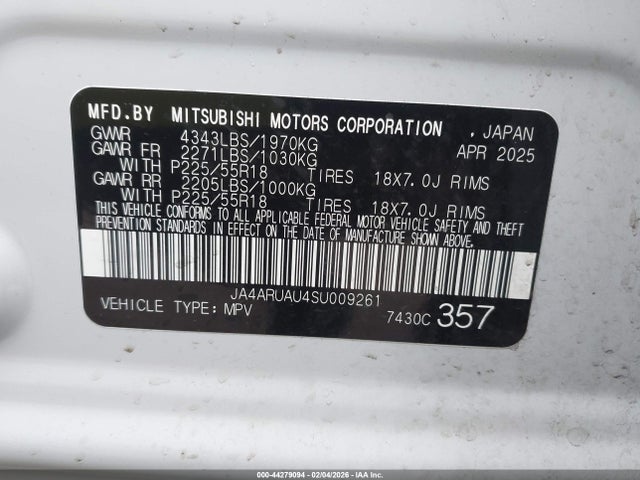 MFD.BY MITSUBISHI MOTORS CORPORATION , JAPAN
GVWR 4343LBS/1970KG APR 2025
GAWR FR 2271LBS/1030KG
WITH P225/55R18 TIRES 18X7.0J RIMS
GAWR RR 2205LBS/1000KG
WITH P225/55R18 TIRES 18X7.0J RIMS
THIS VEHICLE CONFORMS TO ALL APPLICABLE FEDERAL MOTOR VEHICLE SAFETY AND THEFT
PREVENTION STANDARDS IN EFFECT ON THE DATE OF MANUFACTURE SHOWN ABOVE.
JA4ARUAU4SU009261
VEHICLE TYPE: MPV 7430C 357
000-44279094 - 02/04/2026 - IAA Inc.